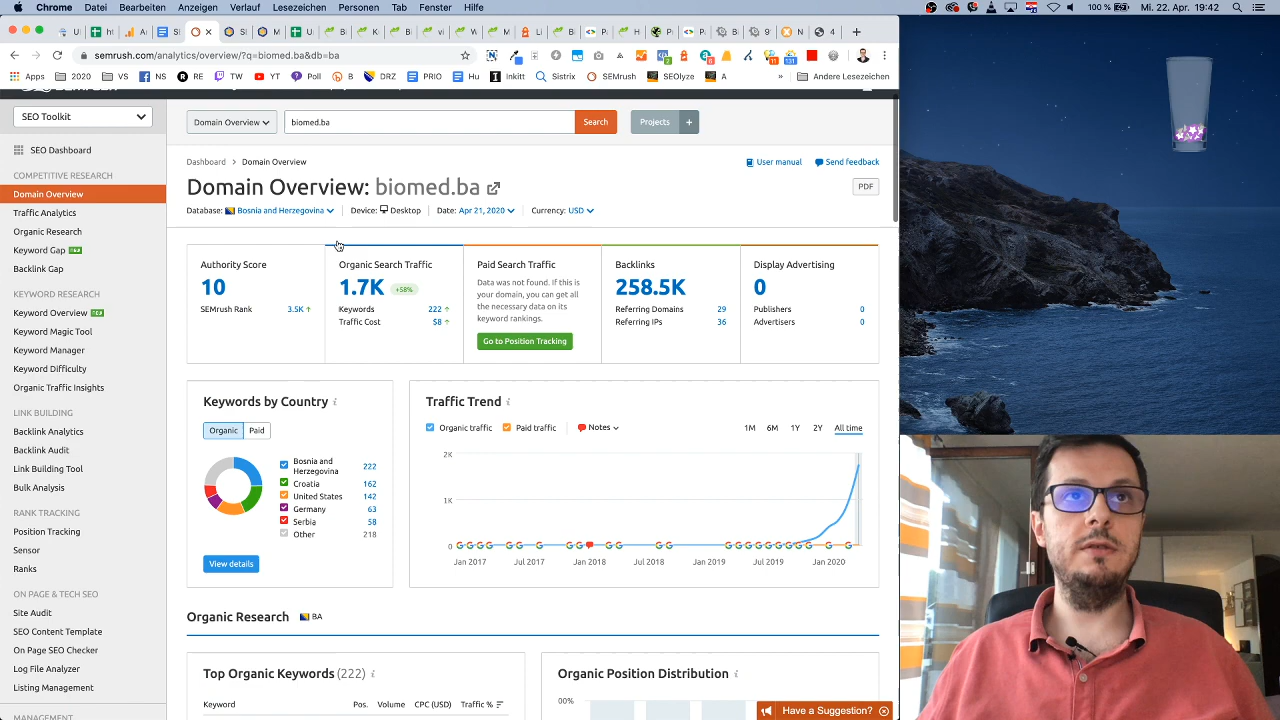 Chrome Datei Bearbeiten Anzeigen Verlauf Lesezeichen Personen Tab Fenster Hilfe 100 % Mi. 22. Apr. 19:42
semrush.com/analytics/overview/?q=biomed.ba&db=ba
Apps 2020 VS FB NS RE TW YT B DRZ PRIO Hu Inkitt Sistrix SEMrush SEOlyze A » Andere Lesezeichen
SEO Toolkit
Domain Overview biomed.ba Search Projects +
SEO Dashboard
COMPETITIVE RESEARCH
Domain Overview
Traffic Analytics
Organic Research
Keyword Gap
Backlink Gap
KEYWORD RESEARCH
Keyword Overview
Keyword Magic Tool
Keyword Manager
Keyword Difficulty
Organic Traffic Insights
LINK BUILDING
Backlink Analytics
Backlink Audit
Link Building Tool
Bulk Analysis
RANK TRACKING
Position Tracking
Sensor
Ranks
ON PAGE & TECH SEO
Site Audit
SEO Content Template
On Page SEO Checker
Log File Analyzer
Listing Management
MANAGEMENT
Dashboard > Domain Overview User manual Send feedback
Domain Overview: biomed.ba PDF
Database: Bosnia and Herzegovina Device: Desktop Date: Apr 21, 2020 Currency: USD
Authority Score
10
SEMrush Rank 3.5K ↑
Organic Search Traffic
1.7K +58%
Keywords 222 ↑
Traffic Cost $8 ↑
Paid Search Traffic
Data was not found. If this is
your domain, you can get all
the necessary data on its
keyword rankings.
Go to Position Tracking
Backlinks
258.5K
Referring Domains 29
Referring IPs 36
Display Advertising
0
Publishers 0
Advertisers 0
Keywords by Country i
Organic Paid
Bosnia and
Herzegovina 222
Croatia 162
United States 142
Germany 63
Serbia 58
Other 218
View details
Traffic Trend i
Organic traffic Paid traffic Notes 1M 6M 1Y 2Y All time
2K
1K
0
Jan 2017 Jul 2017 Jan 2018 Jul 2018 Jan 2019 Jul 2019 Jan 2020
Organic Research BA
Top Organic Keywords (222) i
Keyword Pos. Volume CPC (USD) Traffic %
Organic Position Distribution i
Have a Suggestion?